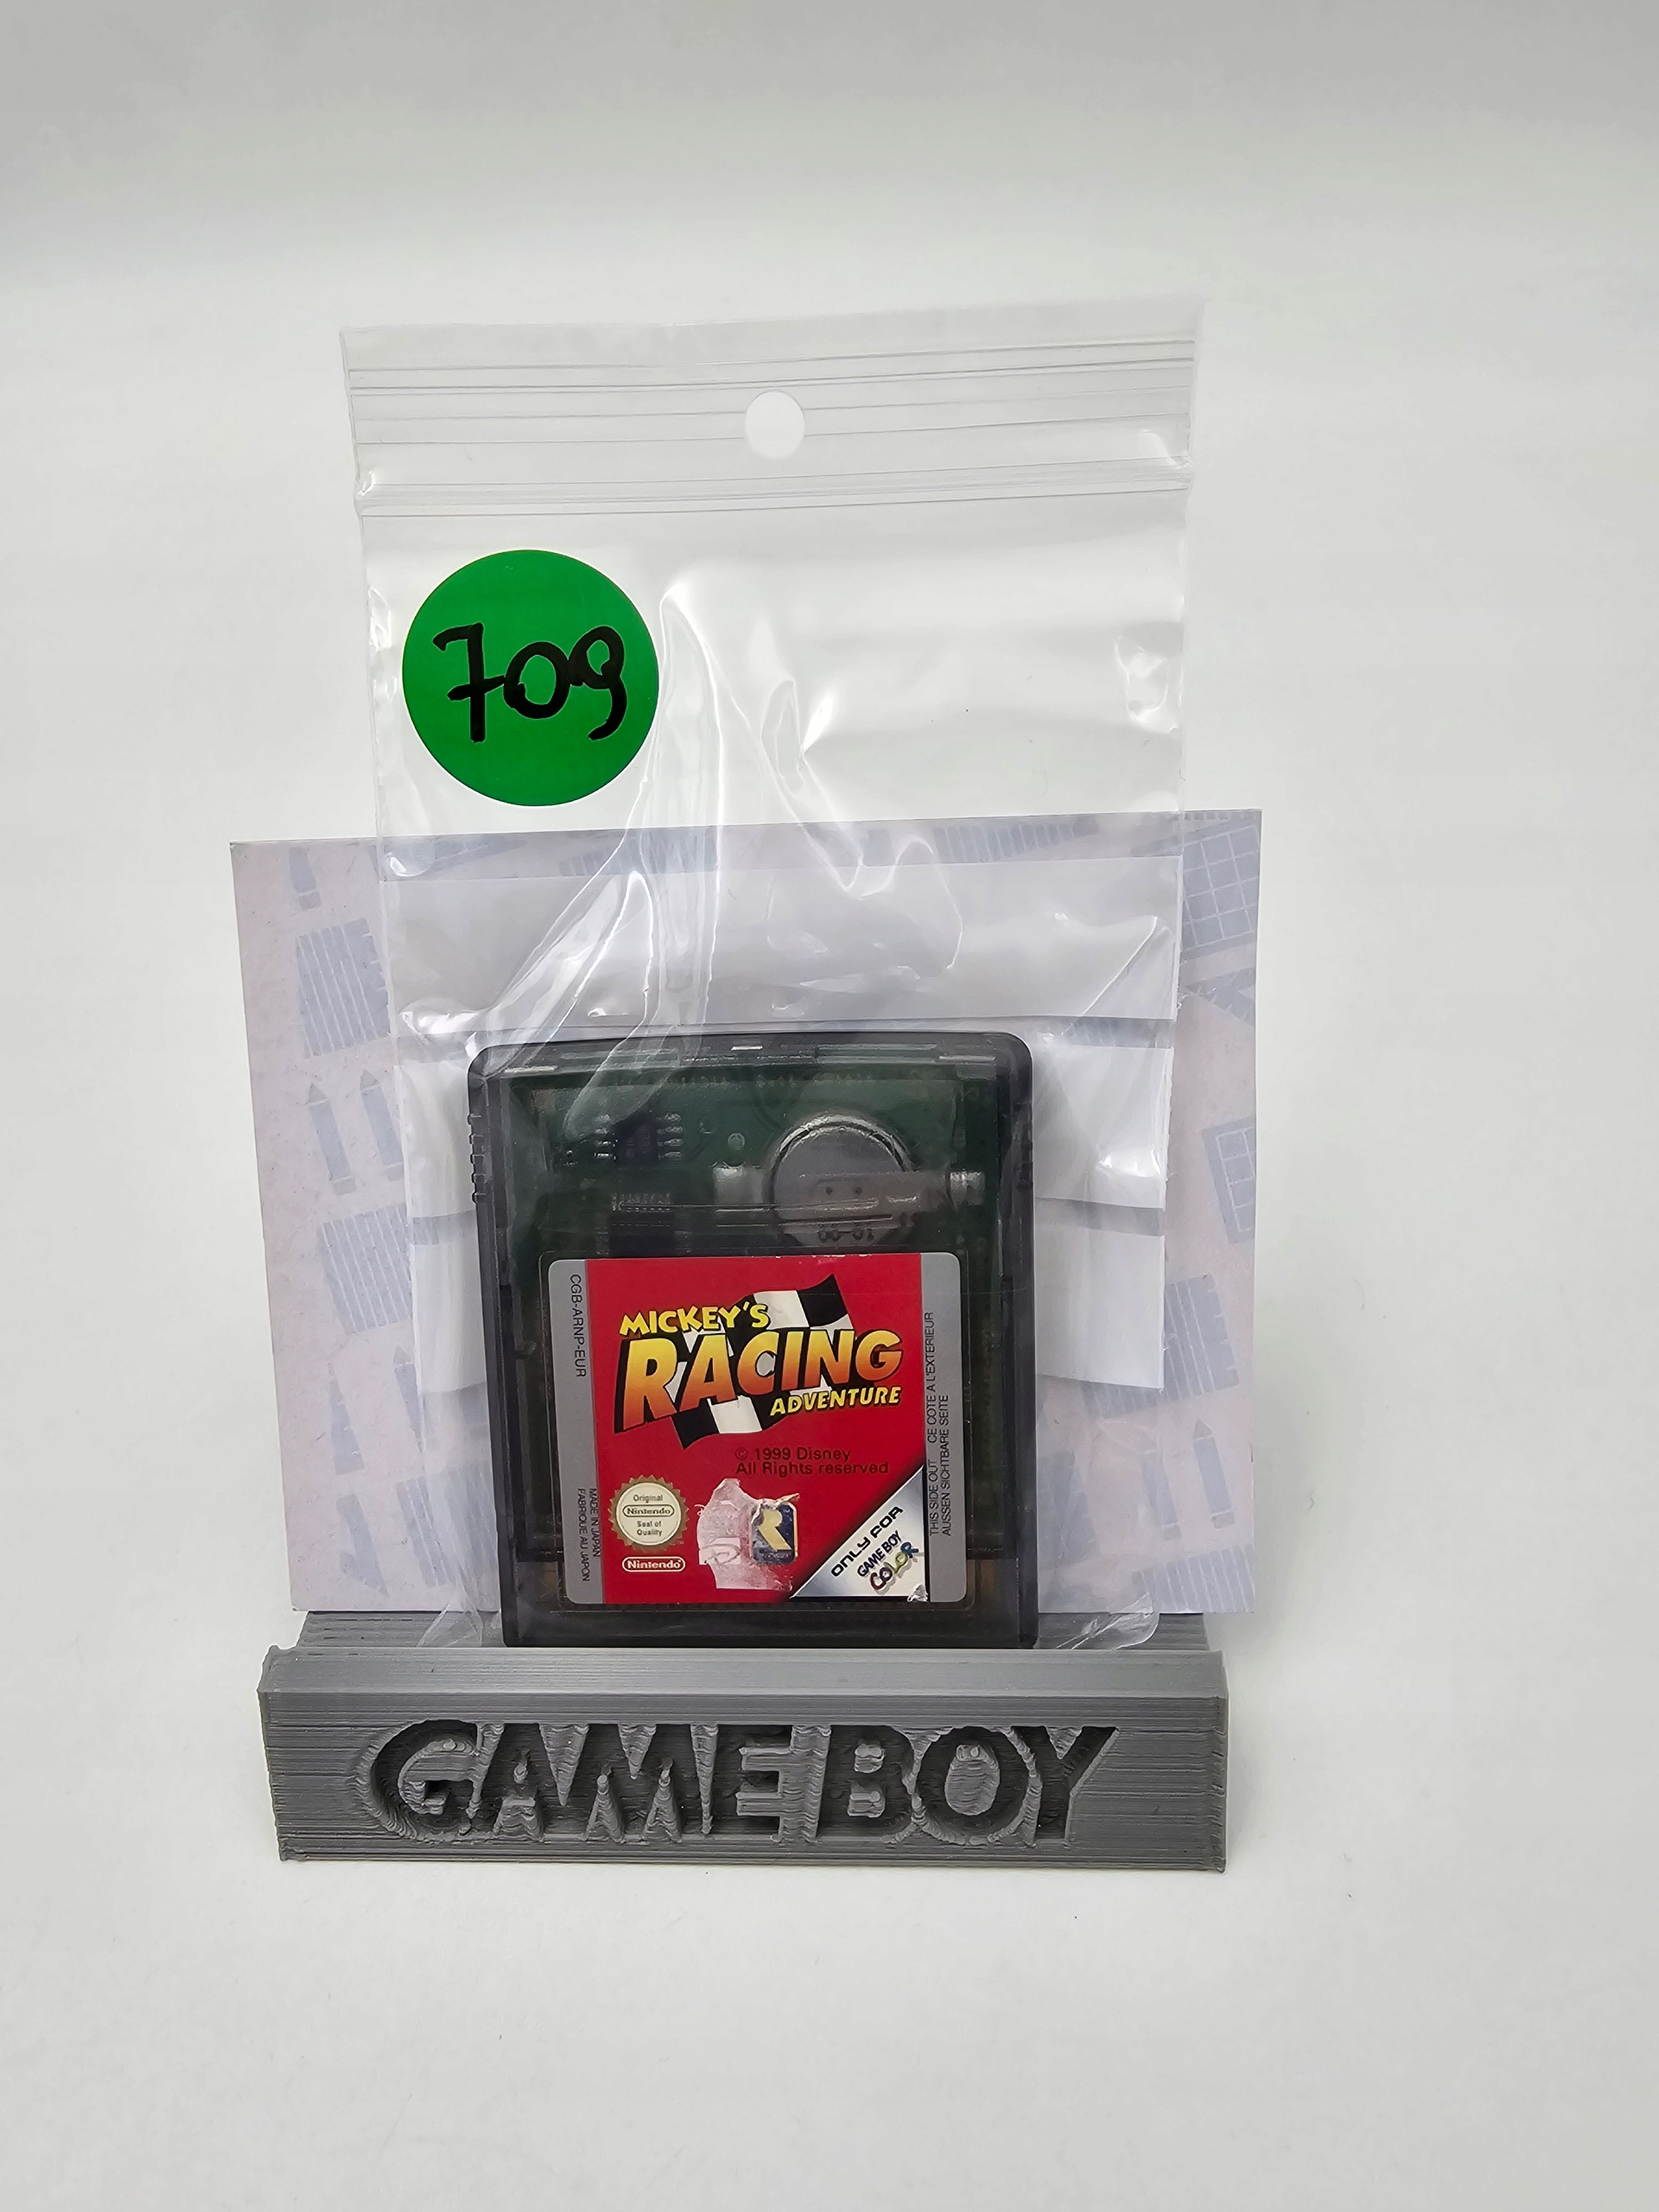 709
CGB-ARNP-EUR
MICKEY'S
RACING
ADVENTURE
© 1999 Disney
All Rights reserved
Original
Nintendo
Seal of
Quality
Nintendo
MADE IN JAPAN
FABRIQUE AU JAPON
R
ONLY FOR
GAME BOY
COLOR
THIS SIDE OUT CE COTE A L'EXTERIEUR
AUSSEN SICHTBARE SEITE
GAME BOY